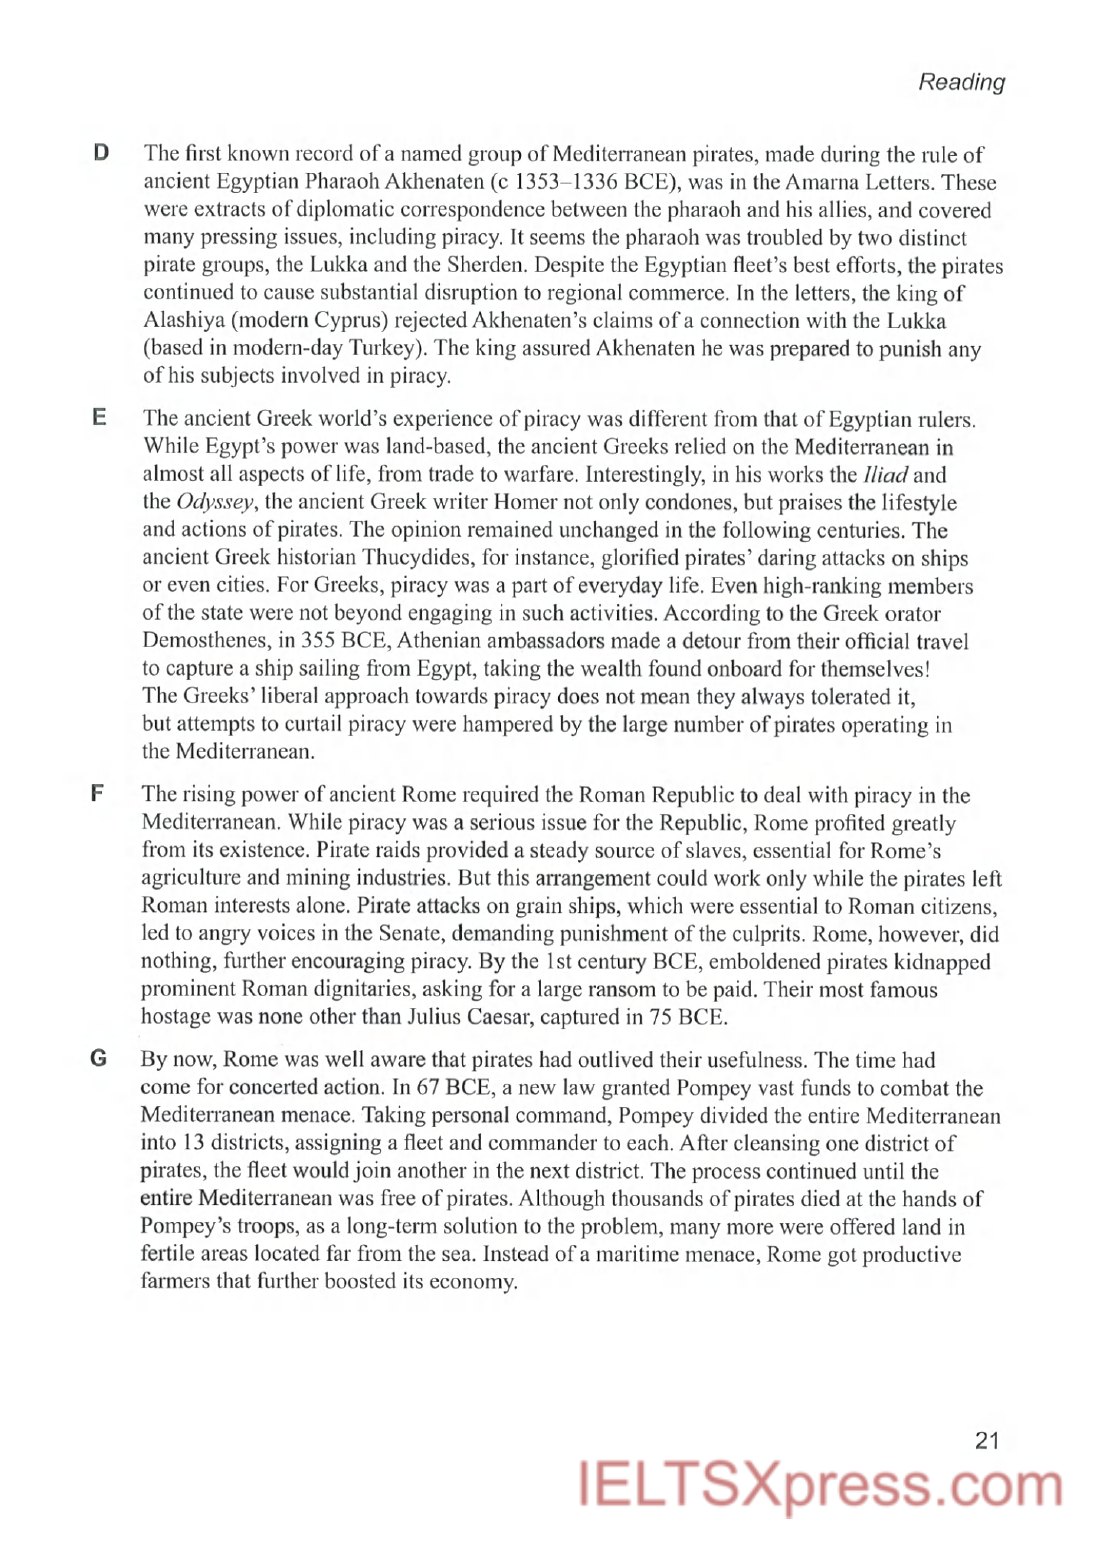 Reading
D The first known record of a named group of Mediterranean pirates, made during the rule of
ancient Egyptian Pharaoh Akhenaten (c 1353–1336 BCE), was in the Amarna Letters. These
were extracts of diplomatic correspondence between the pharaoh and his allies, and covered
many pressing issues, including piracy. It seems the pharaoh was troubled by two distinct
pirate groups, the Lukka and the Sherden. Despite the Egyptian fleet's best efforts, the pirates
continued to cause substantial disruption to regional commerce. In the letters, the king of
Alashiya (modern Cyprus) rejected Akhenaten's claims of a connection with the Lukka
(based in modern-day Turkey). The king assured Akhenaten he was prepared to punish any
of his subjects involved in piracy.
E The ancient Greek world's experience of piracy was different from that of Egyptian rulers.
While Egypt's power was land-based, the ancient Greeks relied on the Mediterranean in
almost all aspects of life, from trade to warfare. Interestingly, in his works the Iliad and
the Odyssey, the ancient Greek writer Homer not only condones, but praises the lifestyle
and actions of pirates. The opinion remained unchanged in the following centuries. The
ancient Greek historian Thucydides, for instance, glorified pirates' daring attacks on ships
or even cities. For Greeks, piracy was a part of everyday life. Even high-ranking members
of the state were not beyond engaging in such activities. According to the Greek orator
Demosthenes, in 355 BCE, Athenian ambassadors made a detour from their official travel
to capture a ship sailing from Egypt, taking the wealth found onboard for themselves!
The Greeks' liberal approach towards piracy does not mean they always tolerated it,
but attempts to curtail piracy were hampered by the large number of pirates operating in
the Mediterranean.
F The rising power of ancient Rome required the Roman Republic to deal with piracy in the
Mediterranean. While piracy was a serious issue for the Republic, Rome profited greatly
from its existence. Pirate raids provided a steady source of slaves, essential for Rome's
agriculture and mining industries. But this arrangement could work only while the pirates left
Roman interests alone. Pirate attacks on grain ships, which were essential to Roman citizens,
led to angry voices in the Senate, demanding punishment of the culprits. Rome, however, did
nothing, further encouraging piracy. By the 1st century BCE, emboldened pirates kidnapped
prominent Roman dignitaries, asking for a large ransom to be paid. Their most famous
hostage was none other than Julius Caesar, captured in 75 BCE.
G By now, Rome was well aware that pirates had outlived their usefulness. The time had
come for concerted action. In 67 BCE, a new law granted Pompey vast funds to combat the
Mediterranean menace. Taking personal command, Pompey divided the entire Mediterranean
into 13 districts, assigning a fleet and commander to each. After cleansing one district of
pirates, the fleet would join another in the next district. The process continued until the
entire Mediterranean was free of pirates. Although thousands of pirates died at the hands of
Pompey's troops, as a long-term solution to the problem, many more were offered land in
fertile areas located far from the sea. Instead of a maritime menace, Rome got productive
farmers that further boosted its economy.
21
IELTSXpress.com